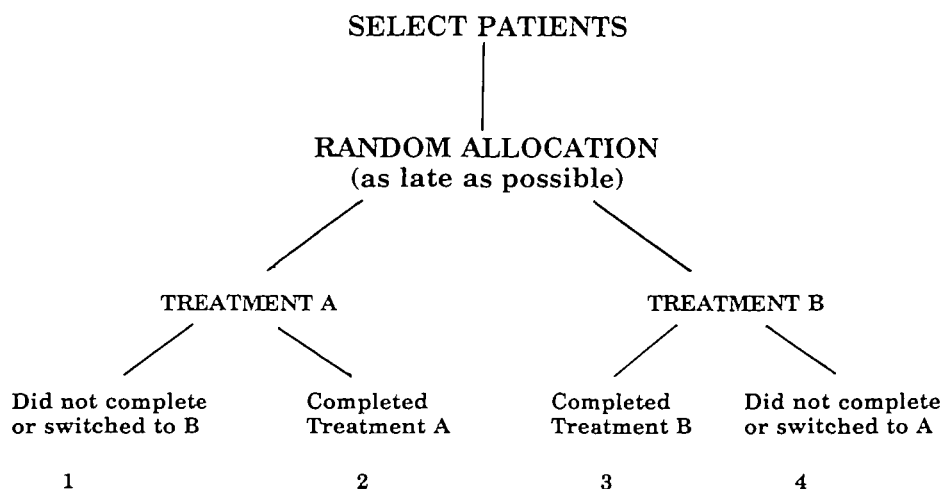 SELECT PATIENTS
RANDOM ALLOCATION
(as late as possible)
TREATMENT A
TREATMENT B
Did not complete
or switched to B
Completed
Treatment A
Completed
Treatment B
Did not complete
or switched to A
1
2
3
4